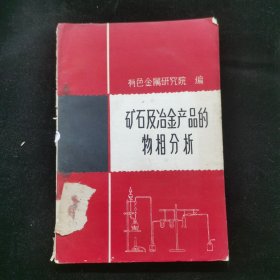 有色金属研究院 编
矿石及冶金产品的
物相分析